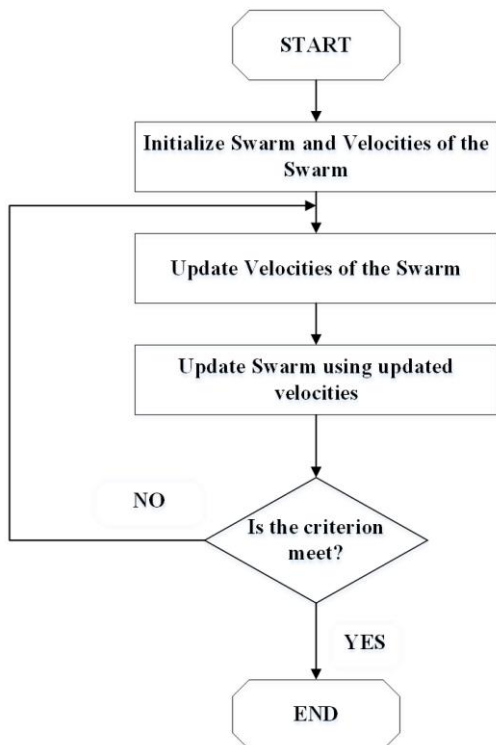 START
Initialize Swarm and Velocities of the
Swarm
Update Velocities of the Swarm
Update Swarm using updated
velocities
Is the criterion
meet?
NO
YES
END